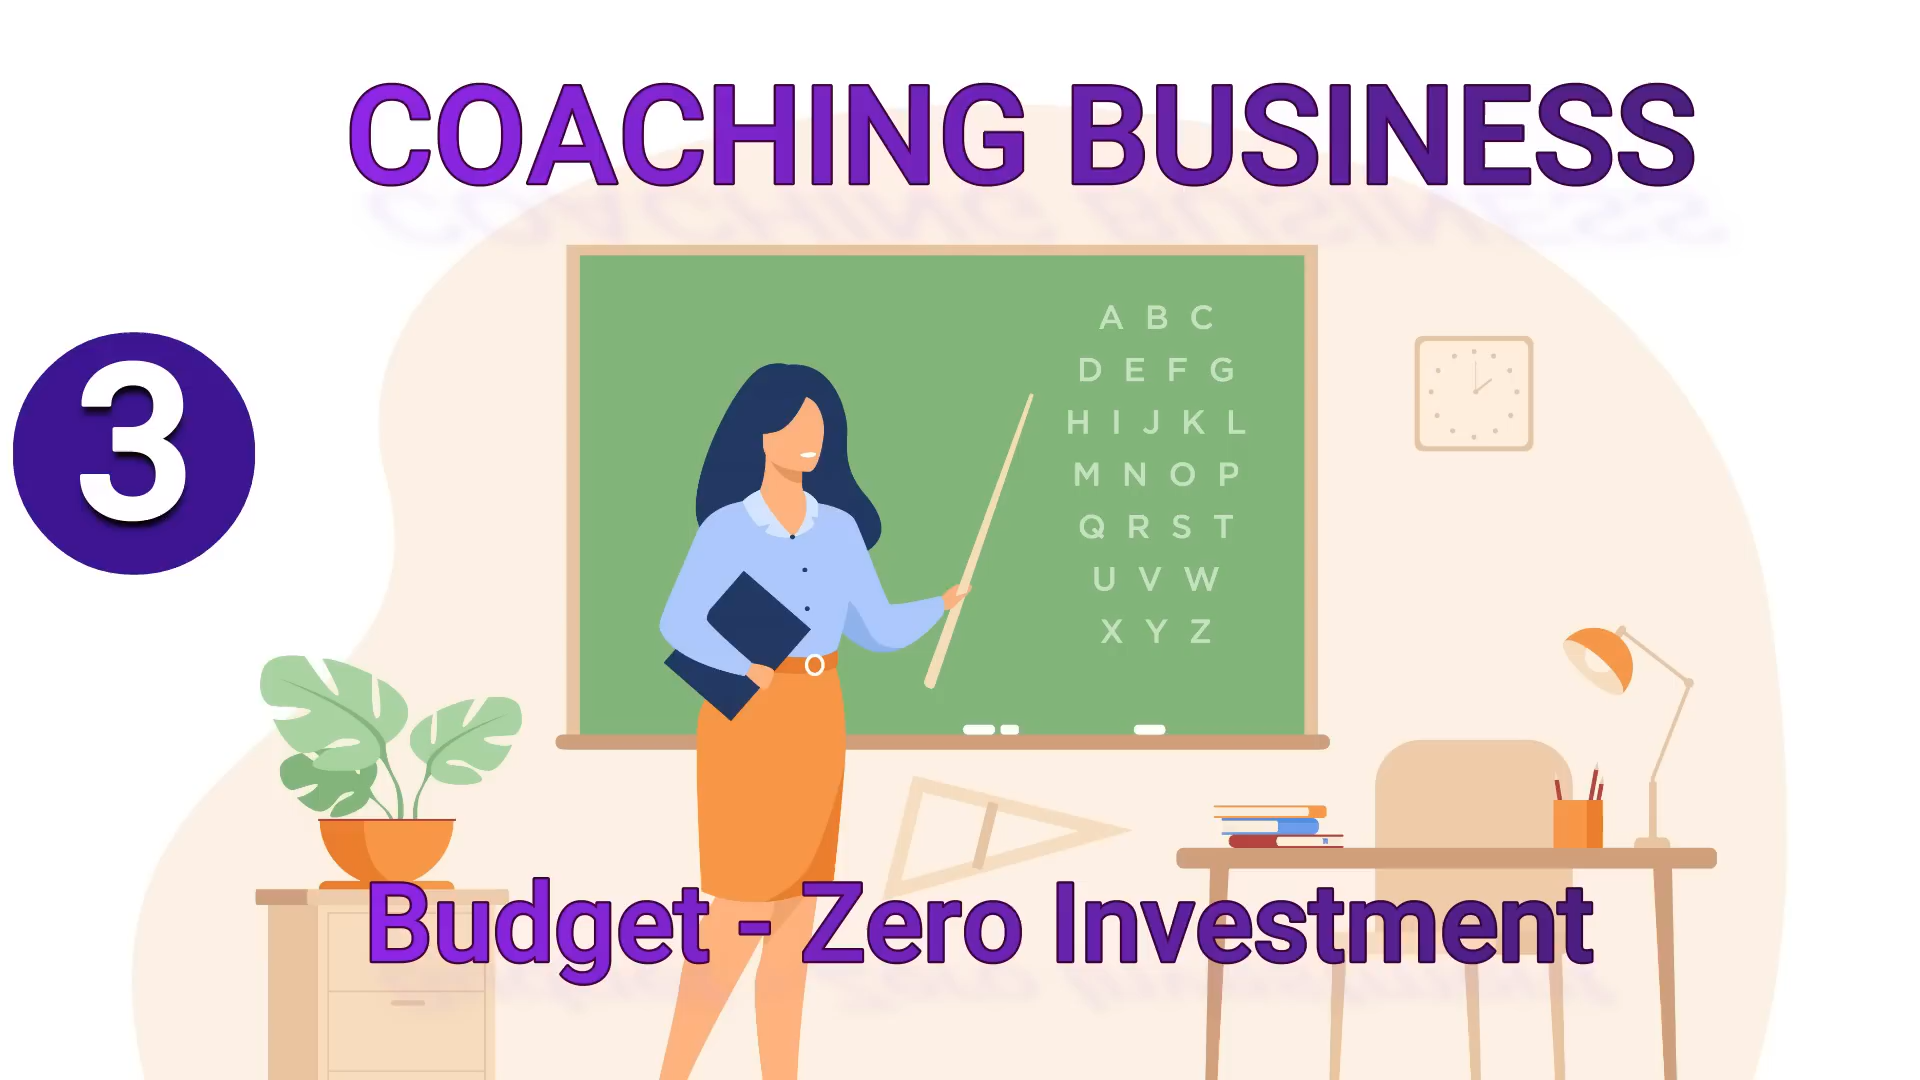 COACHING BUSINESS
3
A B C
D E F G
H I J K L
M N O P
Q R S T
U V W
X Y Z
Budget - Zero Investment